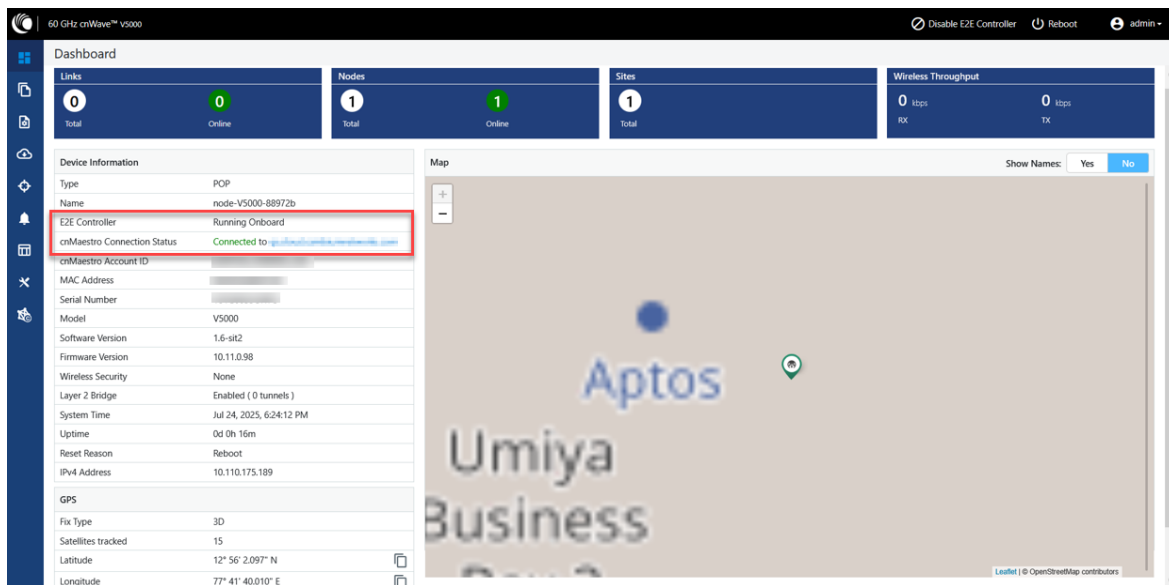 60 GHz cnWave™ V5000
Disable E2E Controller
Reboot
admin
Dashboard
Links
0
0
Total
Online
Nodes
1
1
Total
Online
Sites
1
Total
Wireless Throughput
0 kbps
0 kbps
RX
TX
Device Information
Type POP
Name node-V5000-88972b
E2E Controller Running Onboard
cnMaestro Connection Status Connected to
cnMaestro Account ID
MAC Address
Serial Number
Model V5000
Software Version 1.6-sit2
Firmware Version 10.11.0.98
Wireless Security None
Layer 2 Bridge Enabled ( 0 tunnels )
System Time Jul 24, 2025, 6:24:12 PM
Uptime 0d 0h 16m
Reset Reason Reboot
IPv4 Address 10.110.175.189
GPS
Fix Type 3D
Satellites tracked 15
Latitude 12° 56' 2.097" N
Longitude 77° 41' 40.010" E
Map
Show Names: Yes No
+
−
Aptos
Umiya
Business
Leaflet | © OpenStreetMap contributors